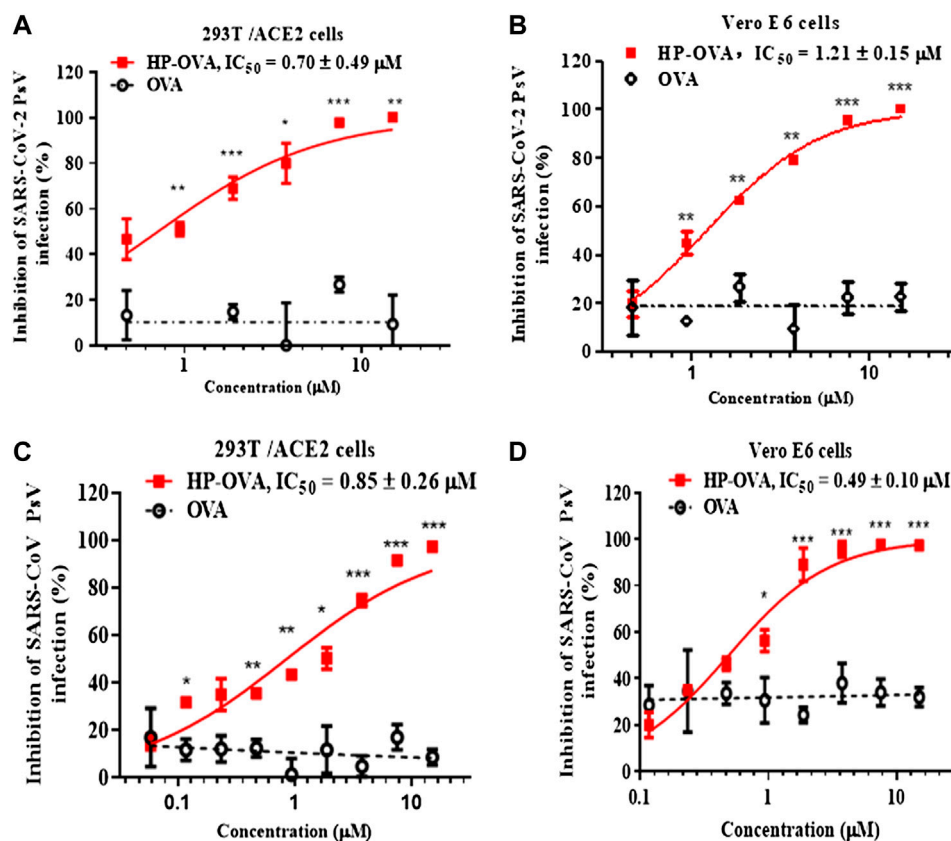 A
293T /ACE2 cells
HP-OVA, IC50 = 0.70 ± 0.49 μM
OVA
Inhibition of SARS-CoV-2 PsV
infection (%)
120
100
80
60
40
20
0
** *** * *** **
1 10
Concentration (μM)
B
Vero E6 cells
HP-OVA, IC50 = 1.21 ± 0.15 μM
OVA
Inhibition of SARS-CoV-2 PsV
infection (%)
120
100
80
60
40
20
0
** ** ** *** ***
1 10
Concentration (μM)
C
293T /ACE2 cells
HP-OVA, IC50 = 0.85 ± 0.26 μM
OVA
Inhibition of SARS-CoV PsV
infection (%)
120
100
80
60
40
20
0
* ** ** * *** *** ***
0.1 1 10
Concentration (μM)
D
Vero E6 cells
HP-OVA, IC50 = 0.49 ± 0.10 μM
OVA
Inhibition of SARS-CoV PsV
infection (%)
120
100
80
60
40
20
0
* *** *** *** ***
0.1 1 10
Concentration (μM)